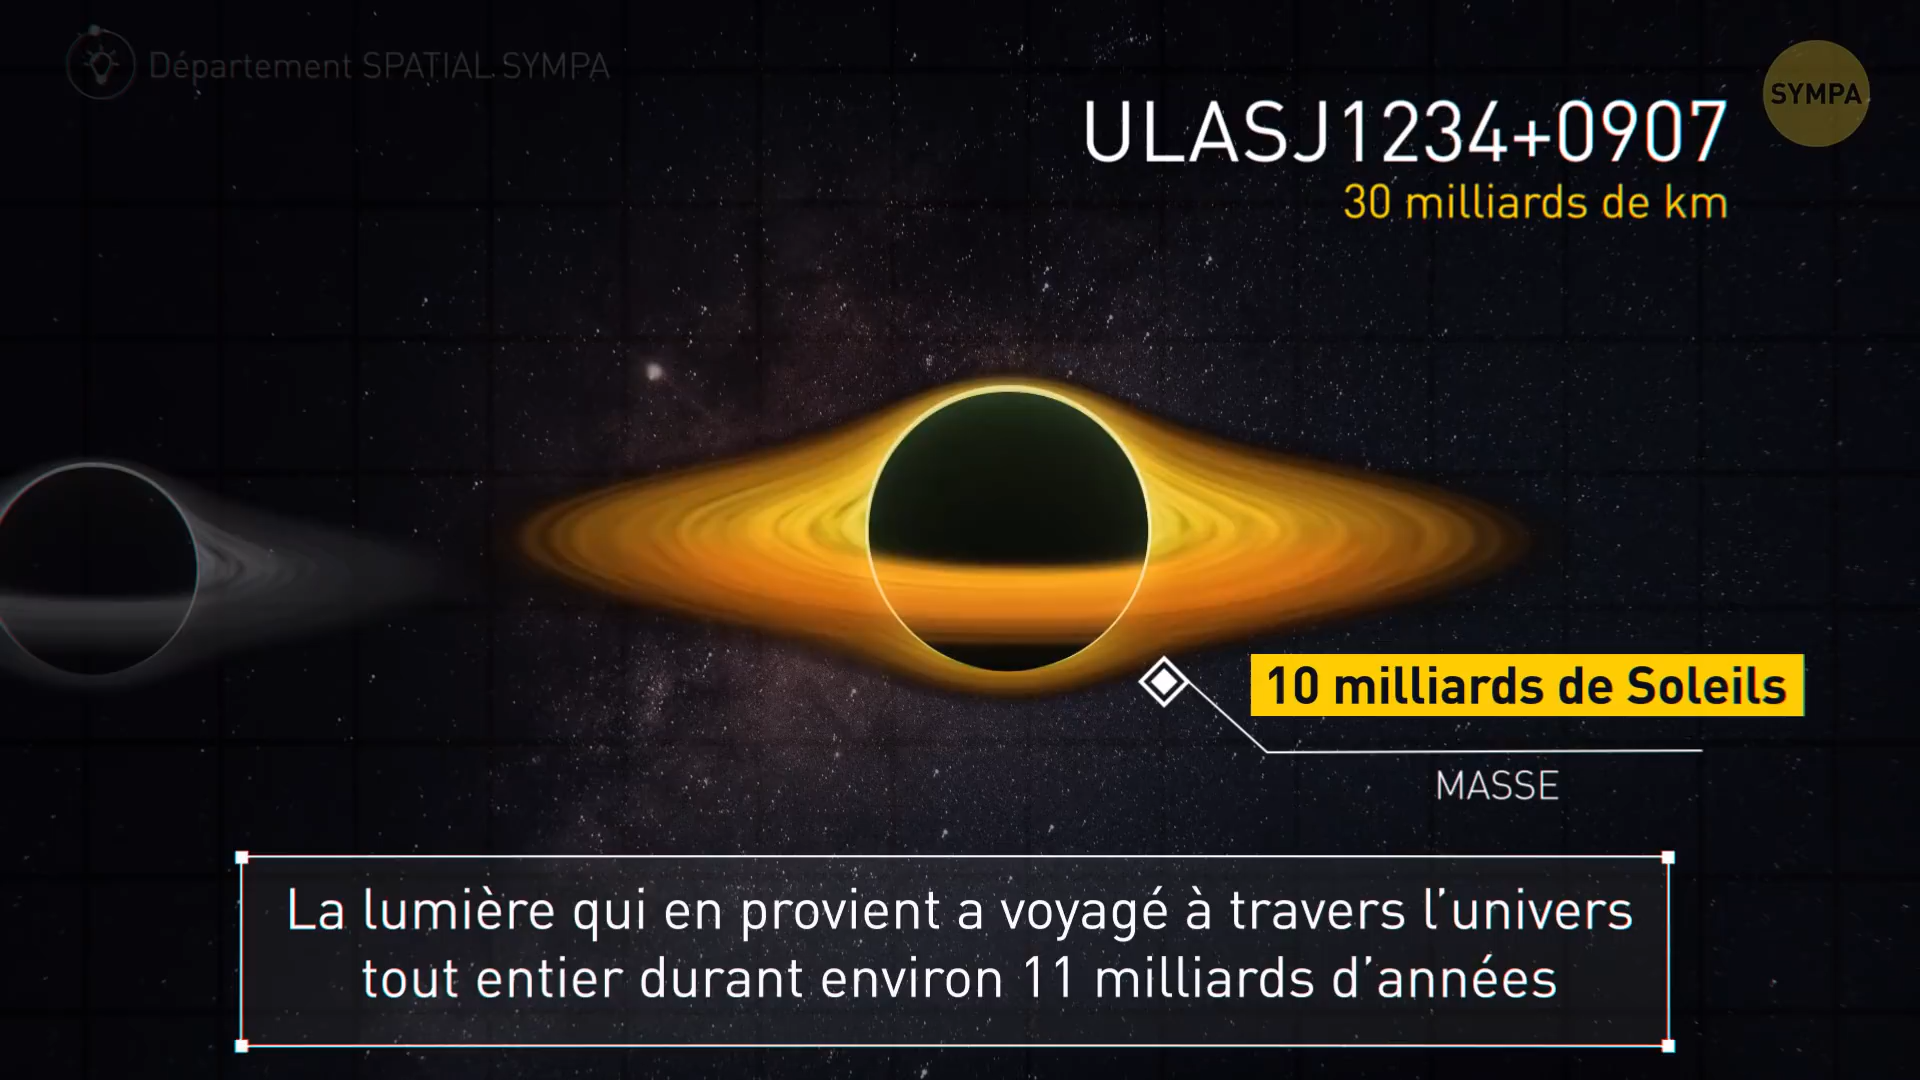 Département SPATIAL SYMPA
SYMPA
ULASJ1234+0907
30 milliards de km
10 milliards de Soleils
MASSE
La lumière qui en provient a voyagé à travers l’univers
tout entier durant environ 11 milliards d’années